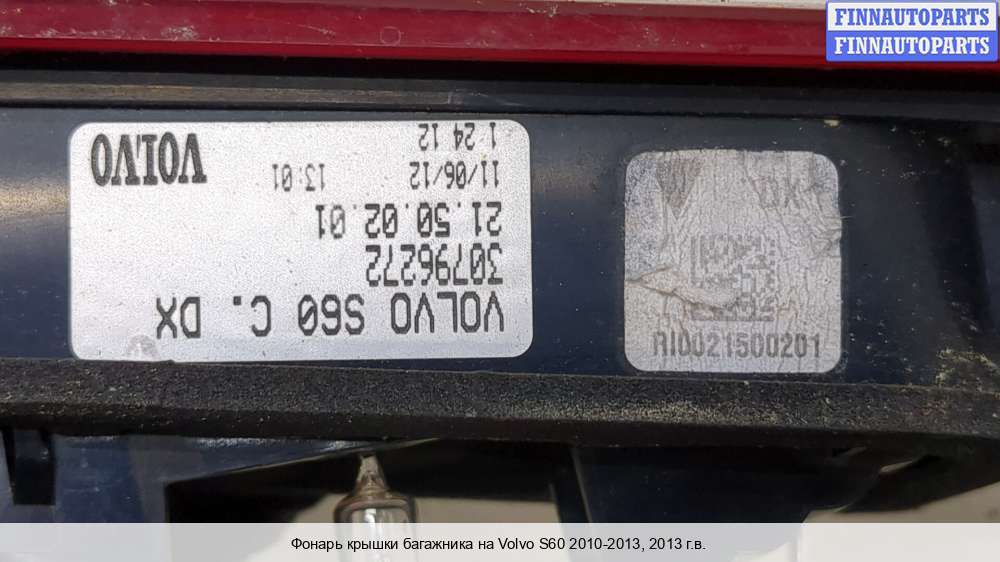 FINNAUTOPARTS
FINNAUTOPARTS
VOLVO S60 C. DX
30796272
21.50.02.01
11/06/12 13:01
1 24 12
VOLVO
DX
RI0021500201
Фонарь крышки багажника на Volvo S60 2010-2013, 2013 г.в.